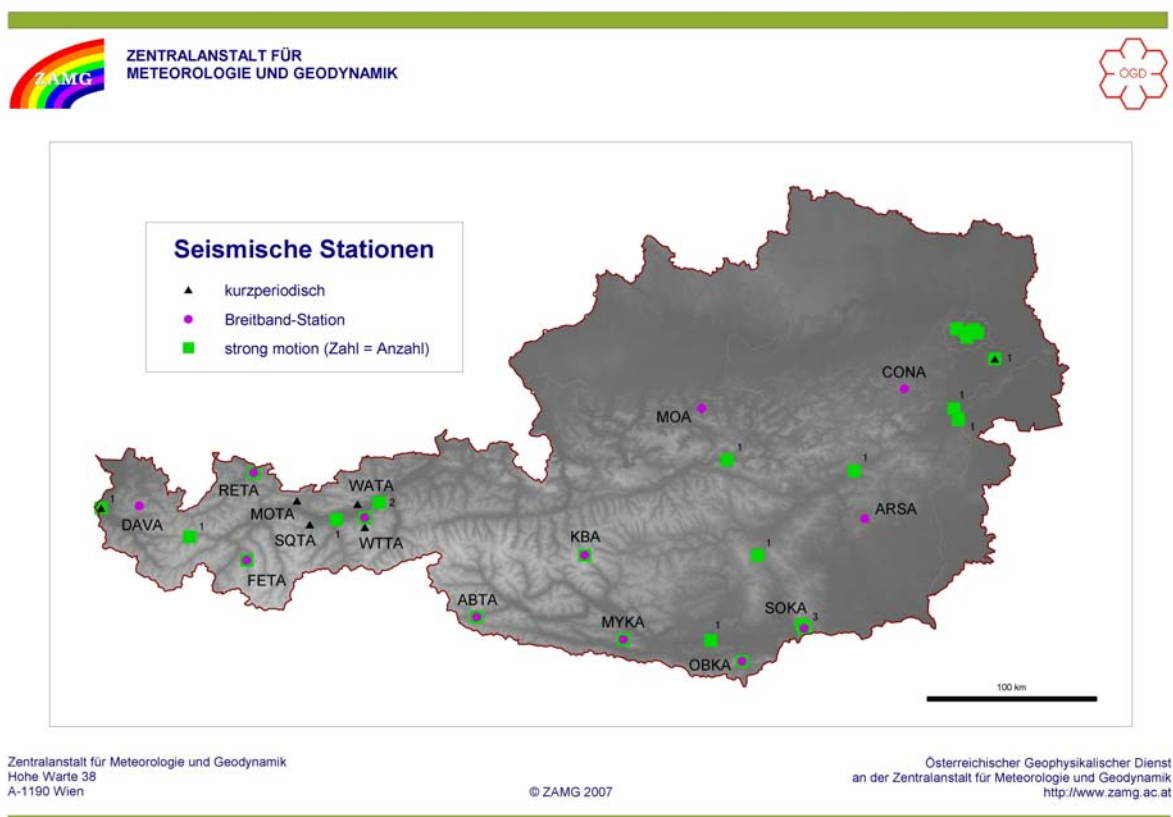 ZAMG
ZENTRALANSTALT FÜR
METEOROLOGIE UND GEODYNAMIK
ÖGD
Seismische Stationen
kurzperiodisch
Breitband-Station
strong motion (Zahl = Anzahl)
1
CONA
MOA
1
1
1
1
RETA
WATA
MOTA
2
1
DAVA
SQTA
1
WTTA
ARSA
1
KBA
1
FETA
ABTA
SOKA
3
MYKA
1
OBKA
100 km
Zentralanstalt für Meteorologie und Geodynamik
Hohe Warte 38
A-1190 Wien
© ZAMG 2007
Österreichischer Geophysikalischer Dienst
an der Zentralanstalt für Meteorologie und Geodynamik
http://www.zamg.ac.at